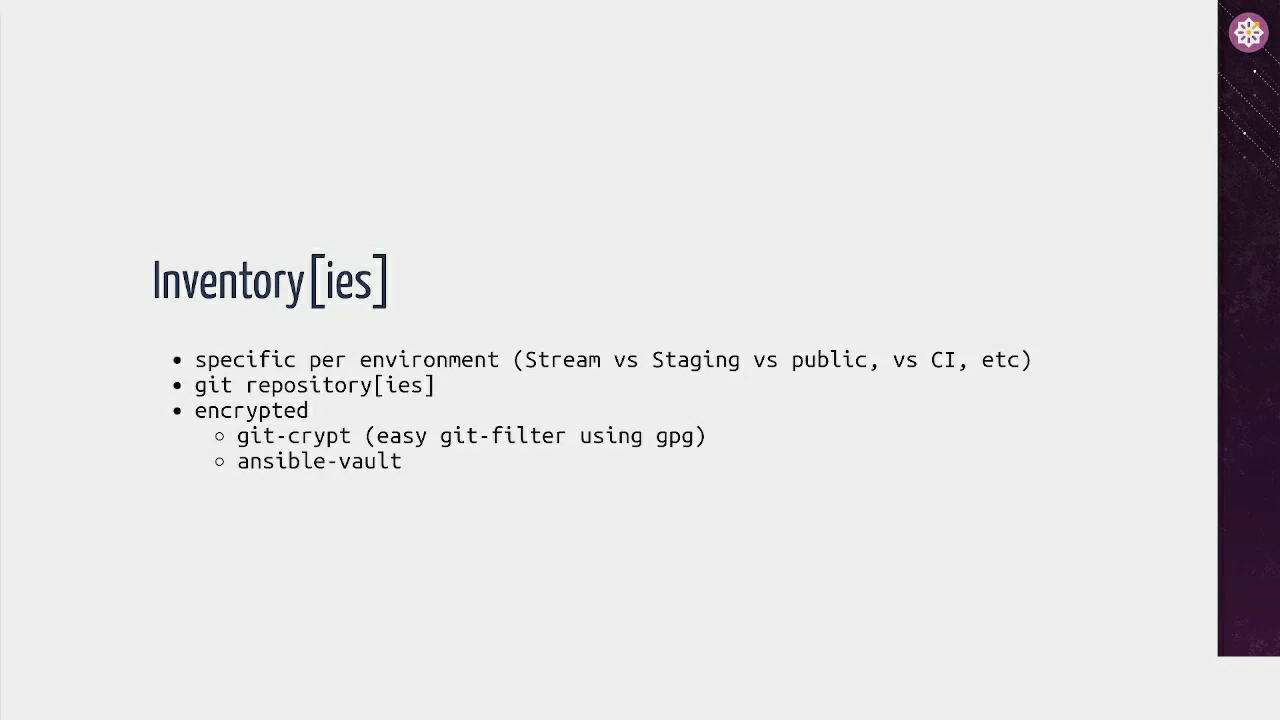 Inventory[ies]
specific per environment (Stream vs Staging vs public, vs CI, etc)
git repository[ies]
encrypted
git-crypt (easy git-filter using gpg)
ansible-vault